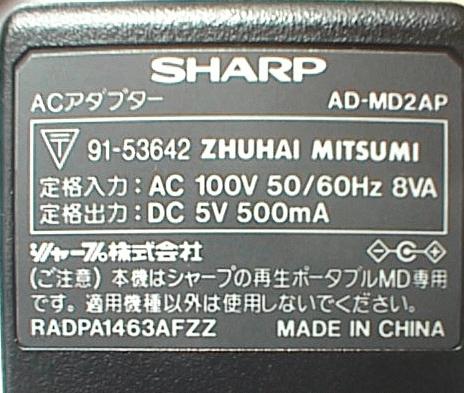 SHARP
ACアダプター AD-MD2AP
〒 91-53642 ZHUHAI MITSUMI
定格入力：AC 100V 50/60Hz 8VA
定格出力：DC 5V 500mA
シャープ株式会社
(ご注意) 本機はシャープの再生ポータブルMD専用
です。適用機種以外は使用しないでください。
RADPA1463AFZZ MADE IN CHINA